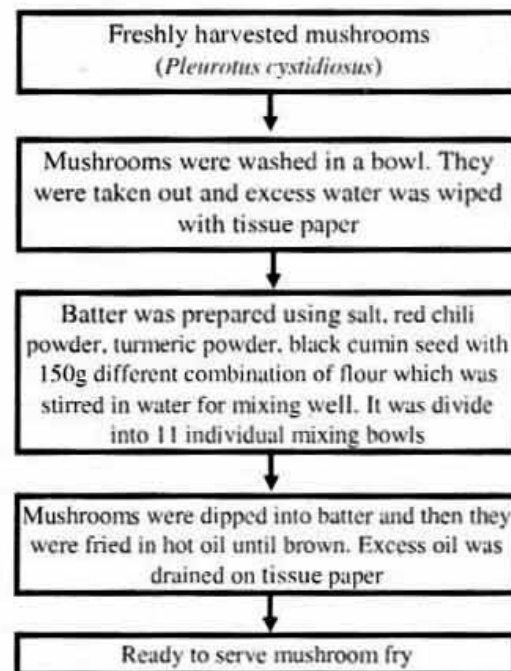 Freshly harvested mushrooms
(Pleurotus cystidiosus)
Mushrooms were washed in a bowl. They
were taken out and excess water was wiped
with tissue paper
Batter was prepared using salt, red chili
powder, turmeric powder, black cumin seed with
150g different combination of flour which was
stirred in water for mixing well. It was divide
into 11 individual mixing bowls
Mushrooms were dipped into batter and then they
were fried in hot oil until brown. Excess oil was
drained on tissue paper
Ready to serve mushroom fry